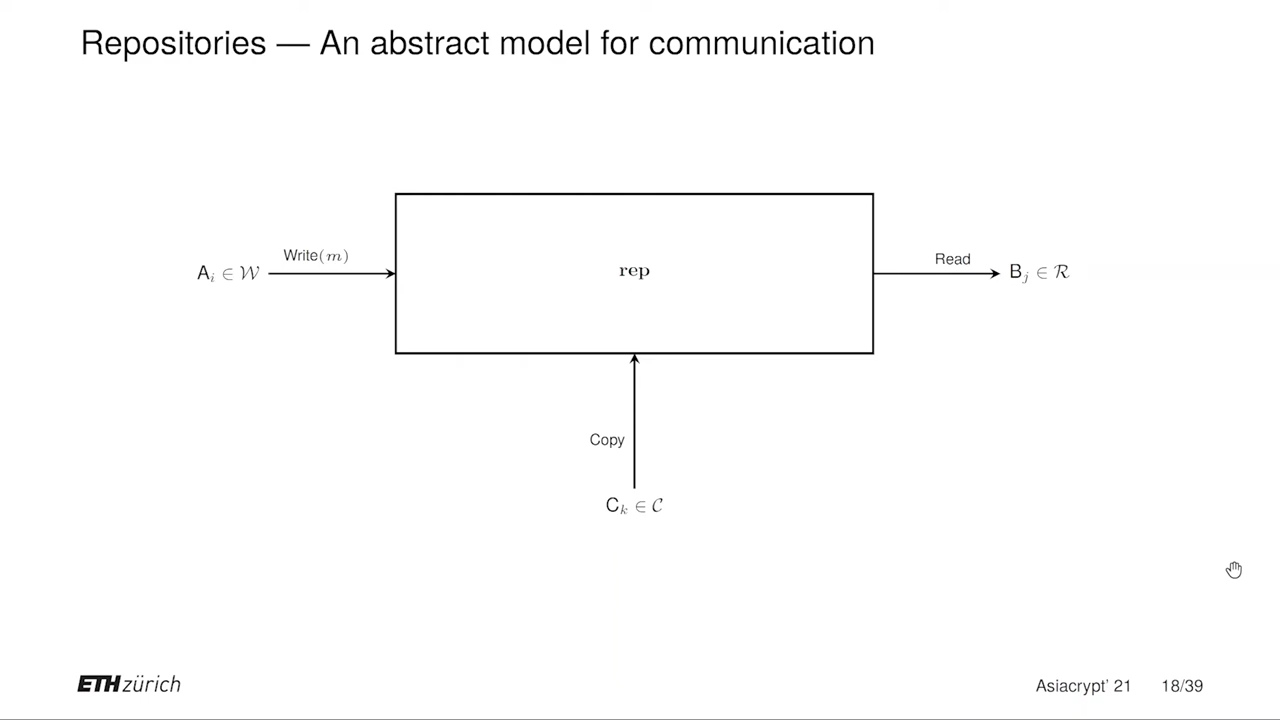 Repositories — An abstract model for communication
Write(m)
A_i ∈ 𝒲
rep
Read
B_j ∈ ℛ
Copy
C_k ∈ 𝒞
ETH zürich
Asiacrypt' 21 18/39